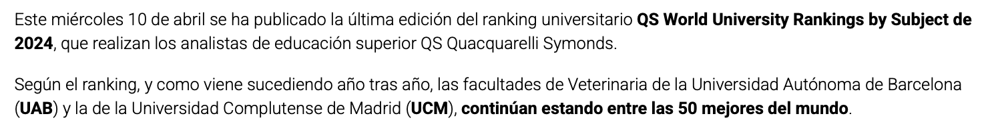 Este miércoles 10 de abril se ha publicado la última edición del ranking universitario QS World University Rankings by Subject de
2024, que realizan los analistas de educación superior QS Quacquarelli Symonds.
Según el ranking, y como viene sucediendo año tras año, las facultades de Veterinaria de la Universidad Autónoma de Barcelona
(UAB) y la de la Universidad Complutense de Madrid (UCM), continúan estando entre las 50 mejores del mundo.